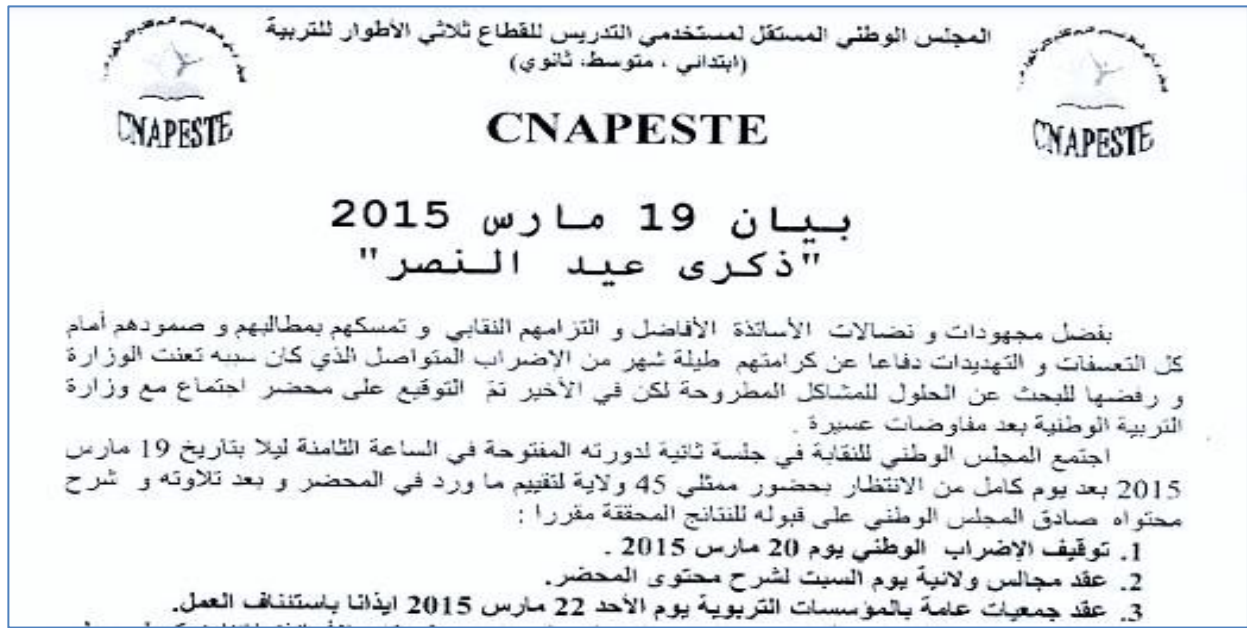 المجلس الوطني المستقل لمستخدمي التدريس للقطاع ثلاثي الأطوار للتربية
(ابتدائي ، متوسط، ثانوي)
CNAPESTE
CNAPESTE
CNAPESTE
بيان 19 مارس 2015
"ذكرى عيد النصر"
بفضل مجهودات و نضالات الأساتذة الأفاضل و التزامهم النقابي و تمسكهم بمطالبهم و صمودهم أمام
كل التعسفات و التهديدات دفاعا عن كرامتهم طيلة شهر من الإضراب المتواصل الذي كان سببه تعنت الوزارة
و رفضها للبحث عن الحلول للمشاكل المطروحة لكن في الأخير تمّ التوقيع على محضر اجتماع مع وزارة
التربية الوطنية بعد مفاوضات عسيرة .
اجتمع المجلس الوطني للنقابة في جلسة ثانية لدورته المفتوحة في الساعة الثامنة ليلا بتاريخ 19 مارس
2015 بعد يوم كامل من الانتظار بحضور ممثلي 45 ولاية لتقييم ما ورد في المحضر و بعد تلاوته و شرح
محتواه صادق المجلس الوطني على قبوله للنتائج المحققة مقررا :
1. توقيف الإضراب الوطني يوم 20 مارس 2015 .
2. عقد مجالس ولائية يوم السبت لشرح محتوى المحضر.
3. عقد جمعيات عامة بالمؤسسات التربوية يوم الأحد 22 مارس 2015 ايذانا باستئناف العمل.